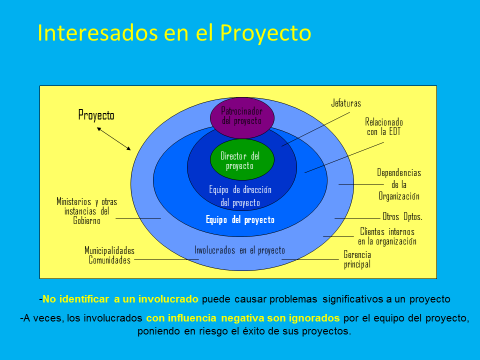 Interesados en el Proyecto
Patrocinador
del proyecto
Jefaturas
Proyecto
Relacionado
con la EDT
Director del
proyecto
Dependencias
de la
Organización
Equipo de dirección
del proyecto
Ministerios y otras
instancias del
Gobierno
Equipo del proyecto
Otros Dptos.
Clientes internos
en la organización
Municipalidades
Comunidades
Involucrados en el proyecto
Gerencia
principal
-No identificar a un involucrado puede causar problemas significativos a un proyecto
-A veces, los involucrados con influencia negativa son ignorados por el equipo del proyecto,
poniendo en riesgo el éxito de sus proyectos.